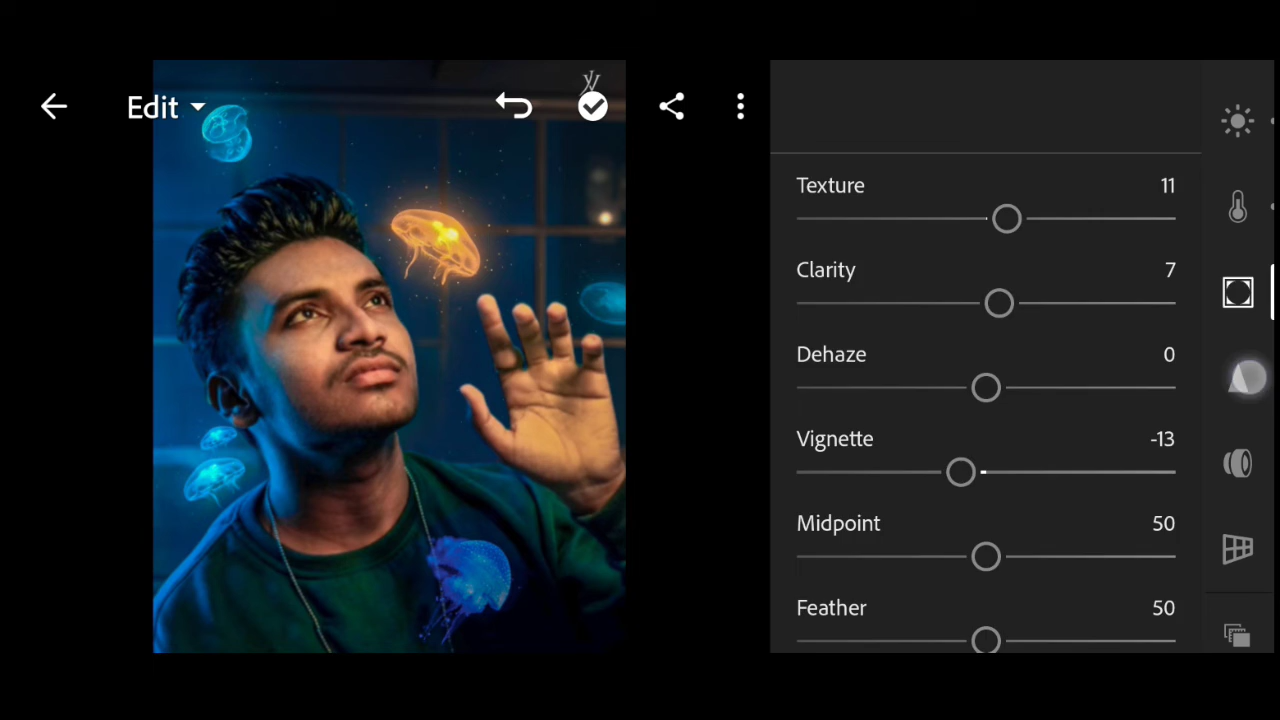 Edit
Texture 11
Clarity 7
Dehaze 0
Vignette -13
Midpoint 50
Feather 50